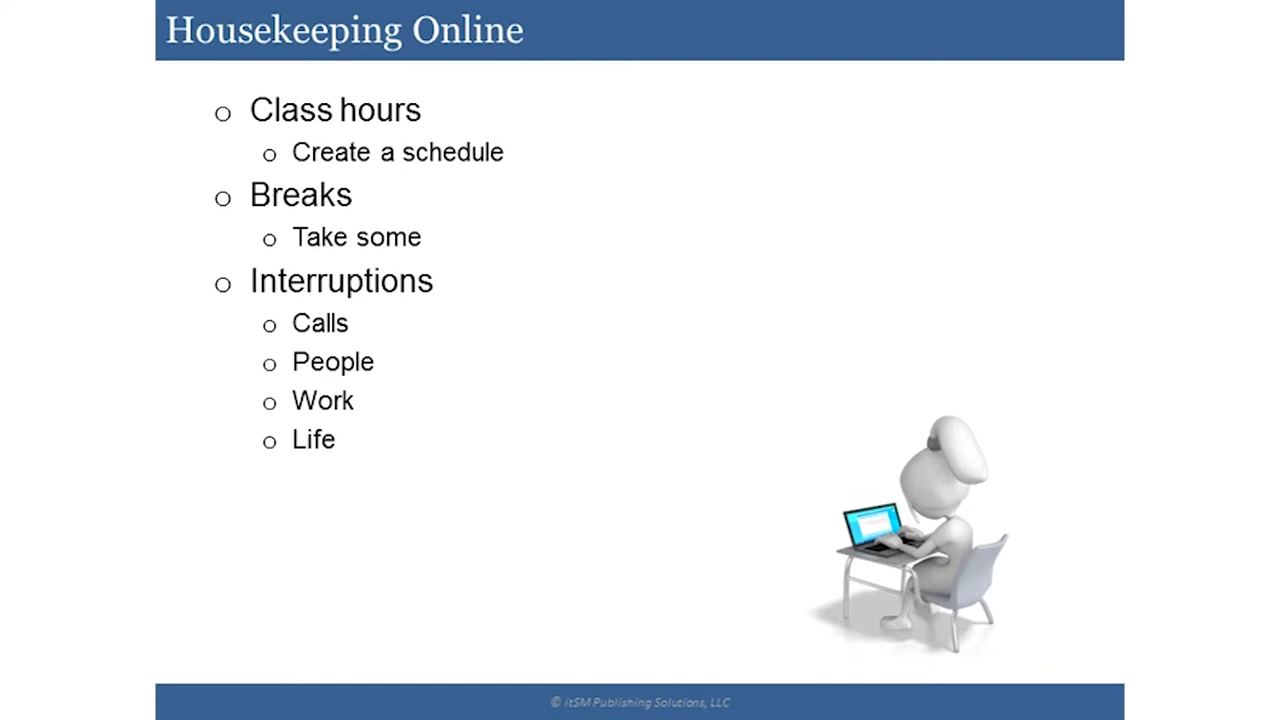 Housekeeping Online
Class hours
Create a schedule
Breaks
Take some
Interruptions
Calls
People
Work
Life
© itSM Publishing Solutions, LLC